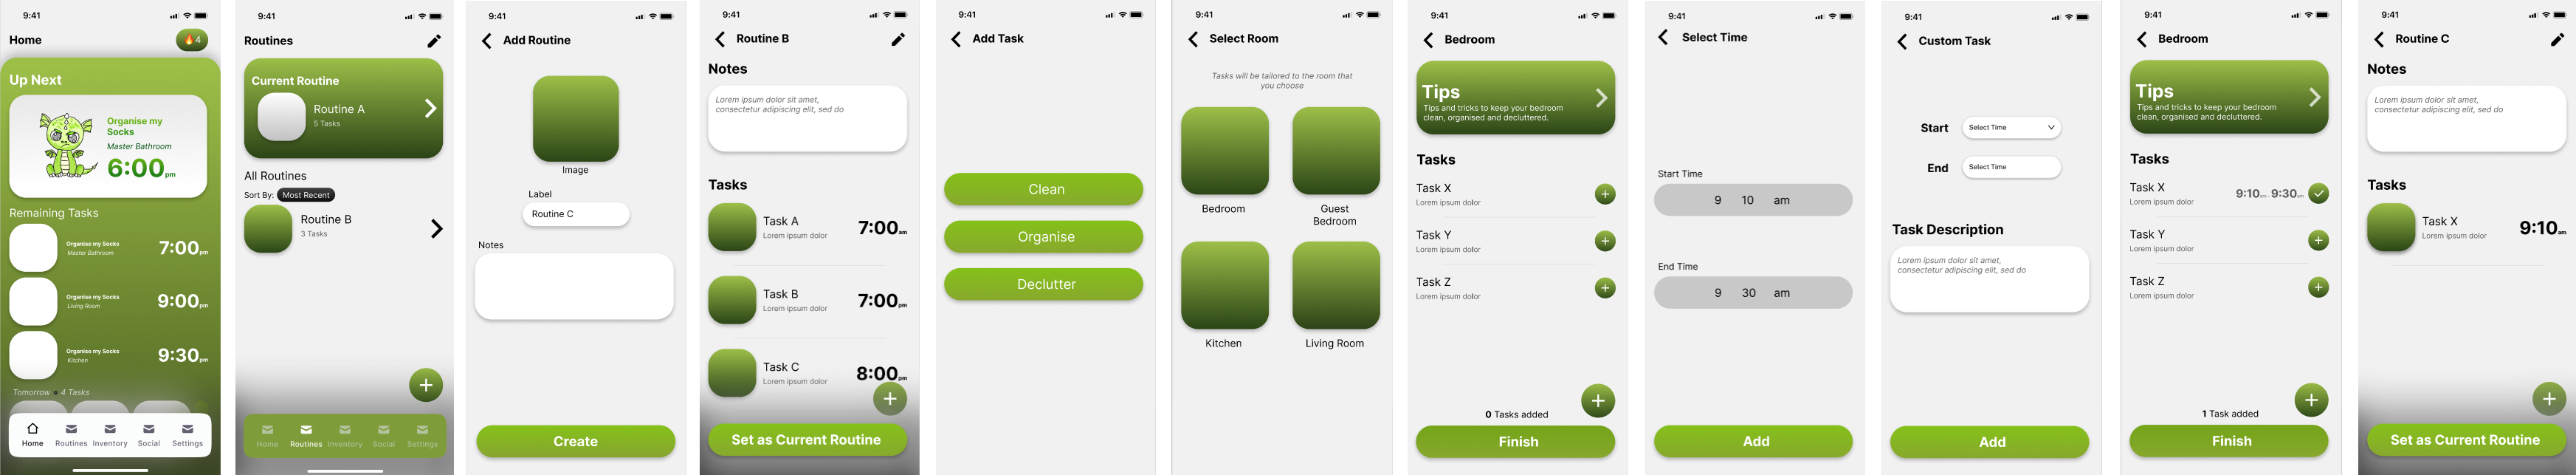 9:41
Home
4
Up Next
Organise my
Socks
Master Bathroom
6:00pm
Remaining Tasks
Organise my Socks
Master Bathroom
7:00pm
Organise my Socks
Living Room
9:00pm
Organise my Socks
Kitchen
9:30pm
Tomorrow • 4 Tasks
Home Routines Inventory Social Settings
9:41
Routines
Current Routine
Routine A
5 Tasks
All Routines
Sort By: Most Recent
Routine B
3 Tasks
Home Routines Inventory Social Settings
9:41
Add Routine
Image
Label
Routine C
Notes
Create
9:41
Routine B
Notes
Lorem ipsum dolor sit amet,
consectetur adipiscing elit, sed do
Tasks
Task A
Lorem ipsum dolor
7:00am
Task B
Lorem ipsum dolor
7:00pm
Task C
Lorem ipsum dolor
8:00pm
Set as Current Routine
9:41
Add Task
Clean
Organise
Declutter
9:41
Select Room
Tasks will be tailored to the room that
you choose
Bedroom
Guest
Bedroom
Kitchen
Living Room
9:41
Bedroom
Tips
Tips and tricks to keep your bedroom
clean, organised and decluttered.
Tasks
Task X
Lorem ipsum dolor
Task Y
Lorem ipsum dolor
Task Z
Lorem ipsum dolor
0 Tasks added
Finish
9:41
Select Time
Start Time
9 10 am
End Time
9 30 am
Add
9:41
Custom Task
Start Select Time
End Select Time
Task Description
Lorem ipsum dolor sit amet,
consectetur adipiscing elit, sed do
Add
9:41
Bedroom
Tips
Tips and tricks to keep your bedroom
clean, organised and decluttered.
Tasks
Task X
Lorem ipsum dolor
9:10am 9:30am
Task Y
Lorem ipsum dolor
Task Z
Lorem ipsum dolor
1 Task added
Finish
9:41
Routine C
Notes
Lorem ipsum dolor sit amet,
consectetur adipiscing elit, sed do
Tasks
Task X
Lorem ipsum dolor
9:10am
Set as Current Routine